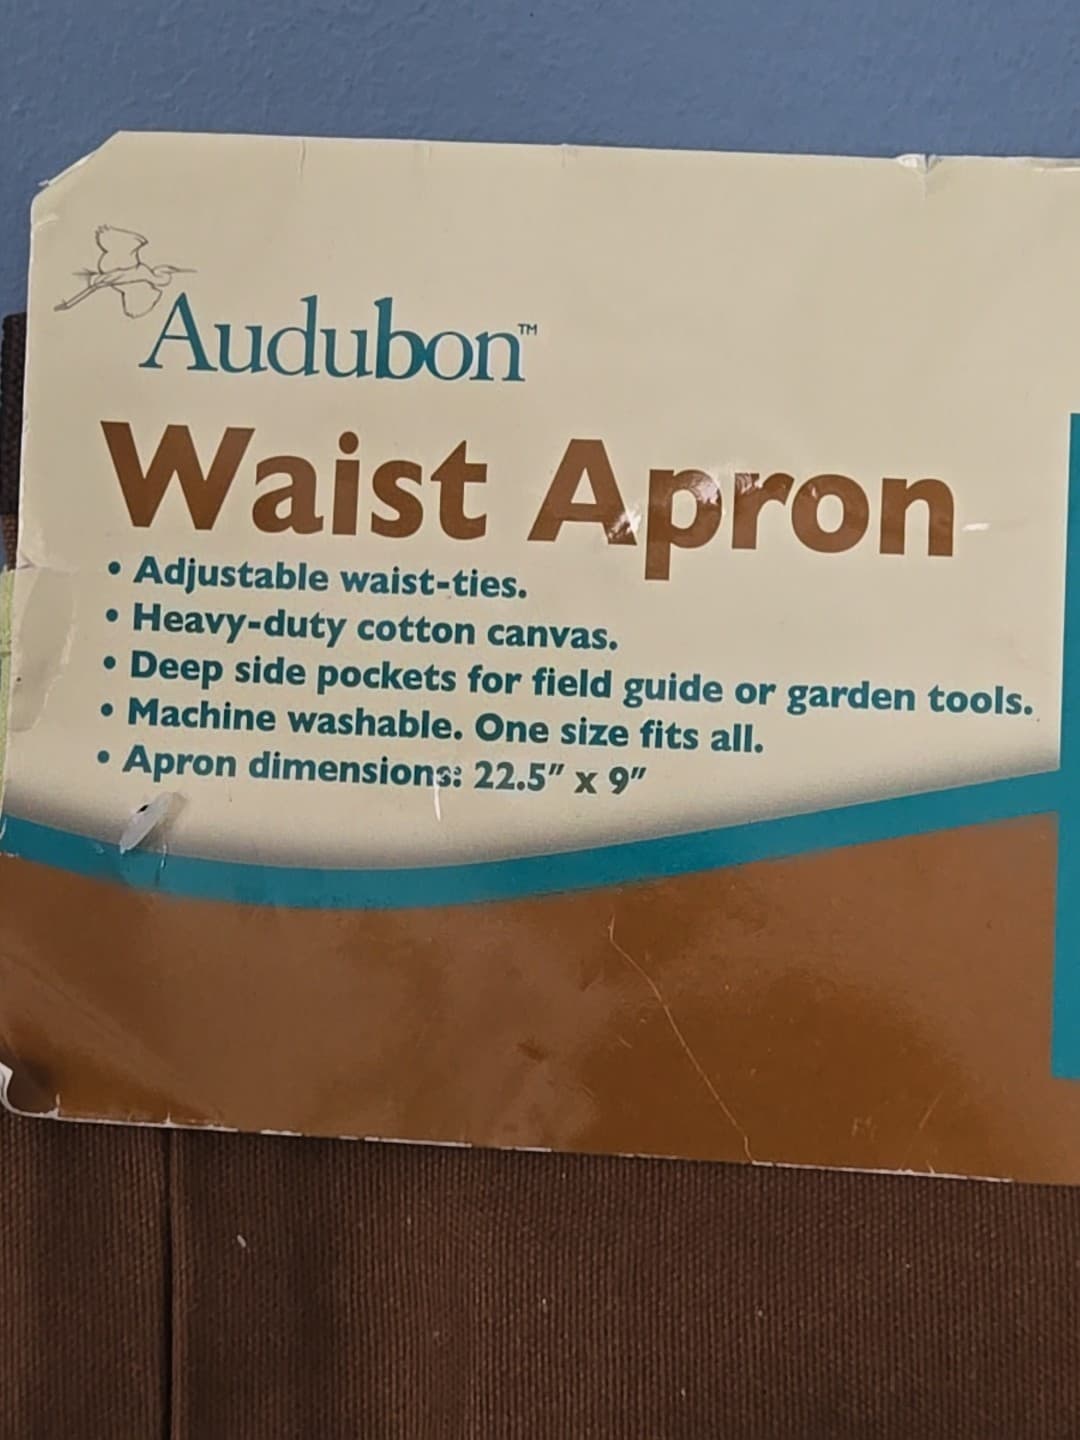 Audubon™
Waist Apron
• Adjustable waist-ties.
• Heavy-duty cotton canvas.
• Deep side pockets for field guide or garden tools.
• Machine washable. One size fits all.
• Apron dimensions: 22.5" x 9"